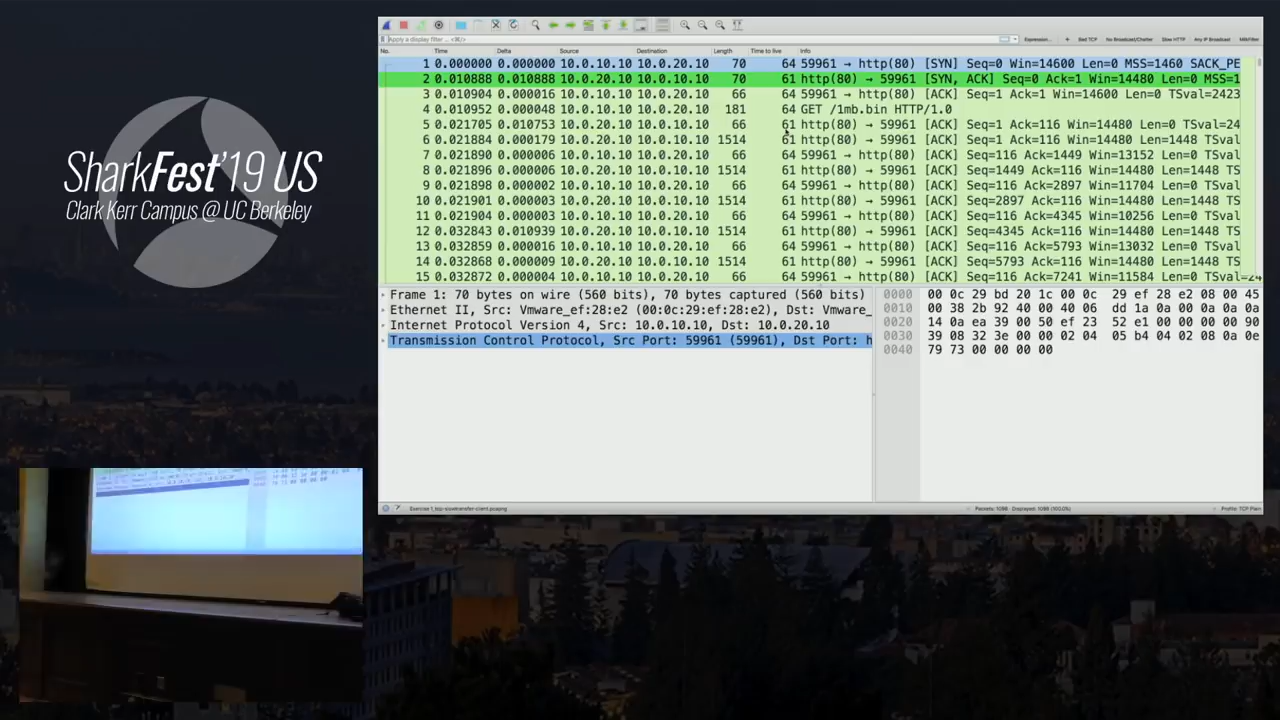 SharkFest'19 US
Clark Kerr Campus @ UC Berkeley
Apply a display filter ... <⌘/>
Expression... + Bad TCP No Broadcast/Chatter Slow HTTP Any IP Broadcast
No. Time Delta Source Destination Length Time to live Info
1 0.000000 0.000000 10.0.10.10 10.0.20.10 70 64 59961 → http(80) [SYN] Seq=0 Win=14600 Len=0 MSS=1460 SACK_PE
2 0.010888 0.010888 10.0.20.10 10.0.10.10 70 61 http(80) → 59961 [SYN, ACK] Seq=0 Ack=1 Win=14480 Len=0 MSS=1
3 0.010904 0.000016 10.0.10.10 10.0.20.10 66 64 59961 → http(80) [ACK] Seq=1 Ack=1 Win=14600 Len=0 TSval=2423
4 0.010952 0.000048 10.0.10.10 10.0.20.10 181 64 GET /1mb.bin HTTP/1.0
5 0.021705 0.010753 10.0.20.10 10.0.10.10 66 61 http(80) → 59961 [ACK] Seq=1 Ack=116 Win=14480 Len=0 TSval=24
6 0.021884 0.000179 10.0.20.10 10.0.10.10 1514 61 http(80) → 59961 [ACK] Seq=1 Ack=116 Win=14480 Len=1448 TSval
7 0.021890 0.000006 10.0.10.10 10.0.20.10 66 64 59961 → http(80) [ACK] Seq=116 Ack=1449 Win=13152 Len=0 TSval
8 0.021896 0.000006 10.0.20.10 10.0.10.10 1514 61 http(80) → 59961 [ACK] Seq=1449 Ack=116 Win=14480 Len=1448 TS
9 0.021898 0.000002 10.0.10.10 10.0.20.10 66 64 59961 → http(80) [ACK] Seq=116 Ack=2897 Win=11704 Len=0 TSval
10 0.021901 0.000003 10.0.20.10 10.0.10.10 1514 61 http(80) → 59961 [ACK] Seq=2897 Ack=116 Win=14480 Len=1448 TS
11 0.021904 0.000003 10.0.10.10 10.0.20.10 66 64 59961 → http(80) [ACK] Seq=116 Ack=4345 Win=10256 Len=0 TSval
12 0.032843 0.010939 10.0.20.10 10.0.10.10 1514 61 http(80) → 59961 [ACK] Seq=4345 Ack=116 Win=14480 Len=1448 TS
13 0.032859 0.000016 10.0.10.10 10.0.20.10 66 64 59961 → http(80) [ACK] Seq=116 Ack=5793 Win=13032 Len=0 TSval
14 0.032868 0.000009 10.0.20.10 10.0.10.10 1514 61 http(80) → 59961 [ACK] Seq=5793 Ack=116 Win=14480 Len=1448 TS
15 0.032872 0.000004 10.0.10.10 10.0.20.10 66 64 59961 → http(80) [ACK] Seq=116 Ack=7241 Win=11584 Len=0 TSval=24
Frame 1: 70 bytes on wire (560 bits), 70 bytes captured (560 bits)
Ethernet II, Src: Vmware_ef:28:e2 (00:0c:29:ef:28:e2), Dst: Vmware_
Internet Protocol Version 4, Src: 10.0.10.10, Dst: 10.0.20.10
Transmission Control Protocol, Src Port: 59961 (59961), Dst Port: h
0000 00 0c 29 bd 20 1c 00 0c 29 ef 28 e2 08 00 45
0010 00 38 2b 92 40 00 40 06 dd 1a 0a 00 0a 0a 0a
0020 14 0a ea 39 00 50 ef 23 52 e1 00 00 00 00 90
0030 39 08 32 3e 00 00 02 04 05 b4 04 02 08 0a 0e
0040 79 73 00 00 00 00
Exercise 1_tcp-slowtransfer-client.pcapng
Packets: 1098 · Displayed: 1098 (100.0%)
Profile: TCP Plain